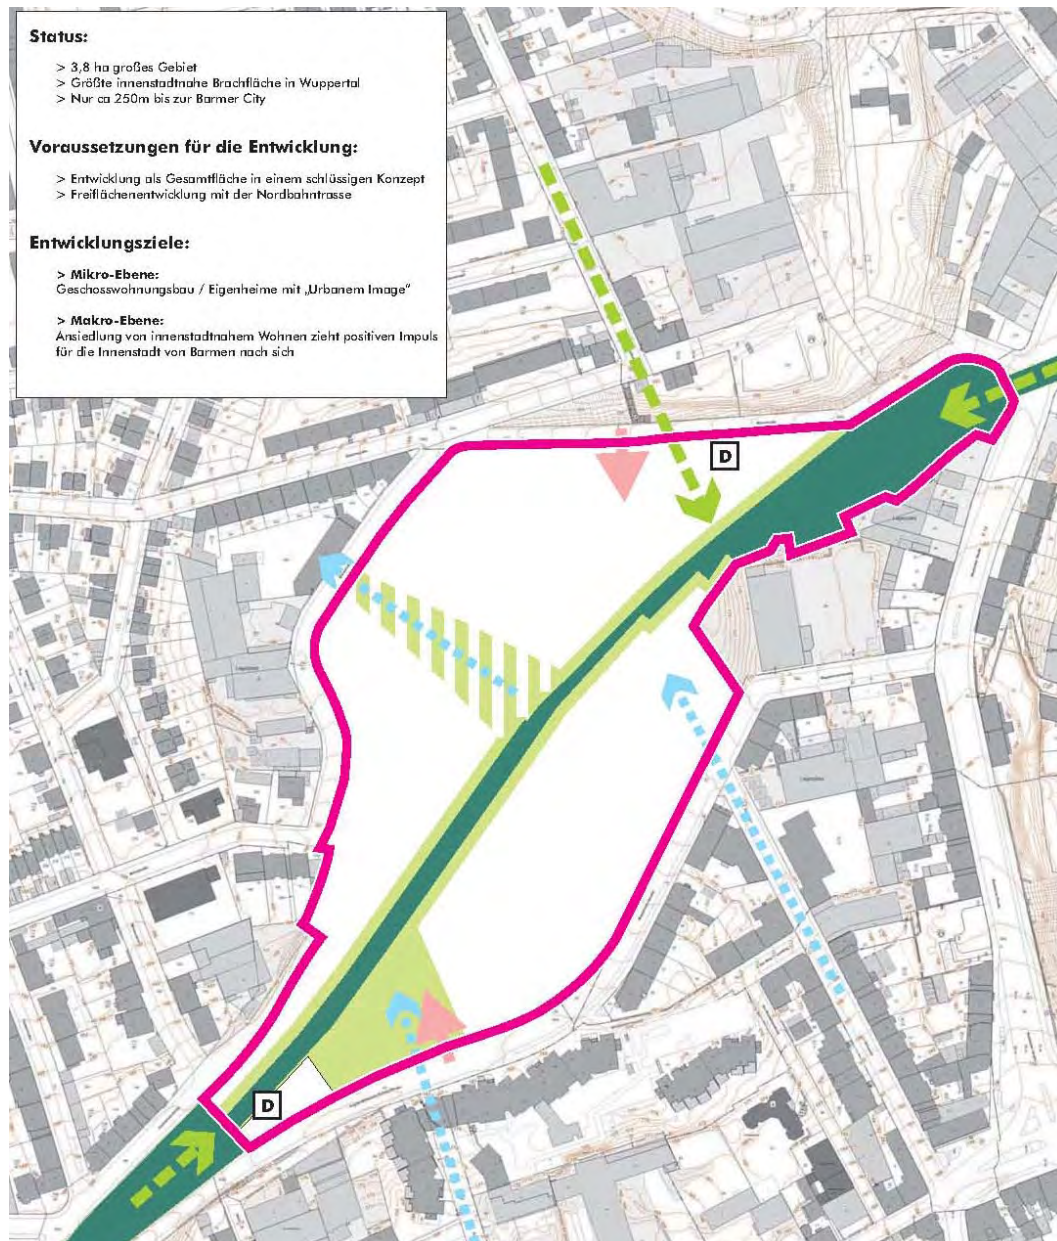 Status:
> 3,8 ha großes Gebiet
> Größte innenstadtnahe Brachfläche in Wuppertal
> Nur ca 250m bis zur Barmer City
Voraussetzungen für die Entwicklung:
> Entwicklung als Gesamtfläche in einem schlüssigen Konzept
> Freiflächenentwicklung mit der Nordbahntrasse
Entwicklungsziele:
> Mikro-Ebene:
Geschosswohnungsbau / Eigenheime mit „Urbanem Image“
> Makro-Ebene:
Ansiedlung von innenstadtnahem Wohnen zieht positiven Impuls
für die Innenstadt von Barmen nach sich
D
D